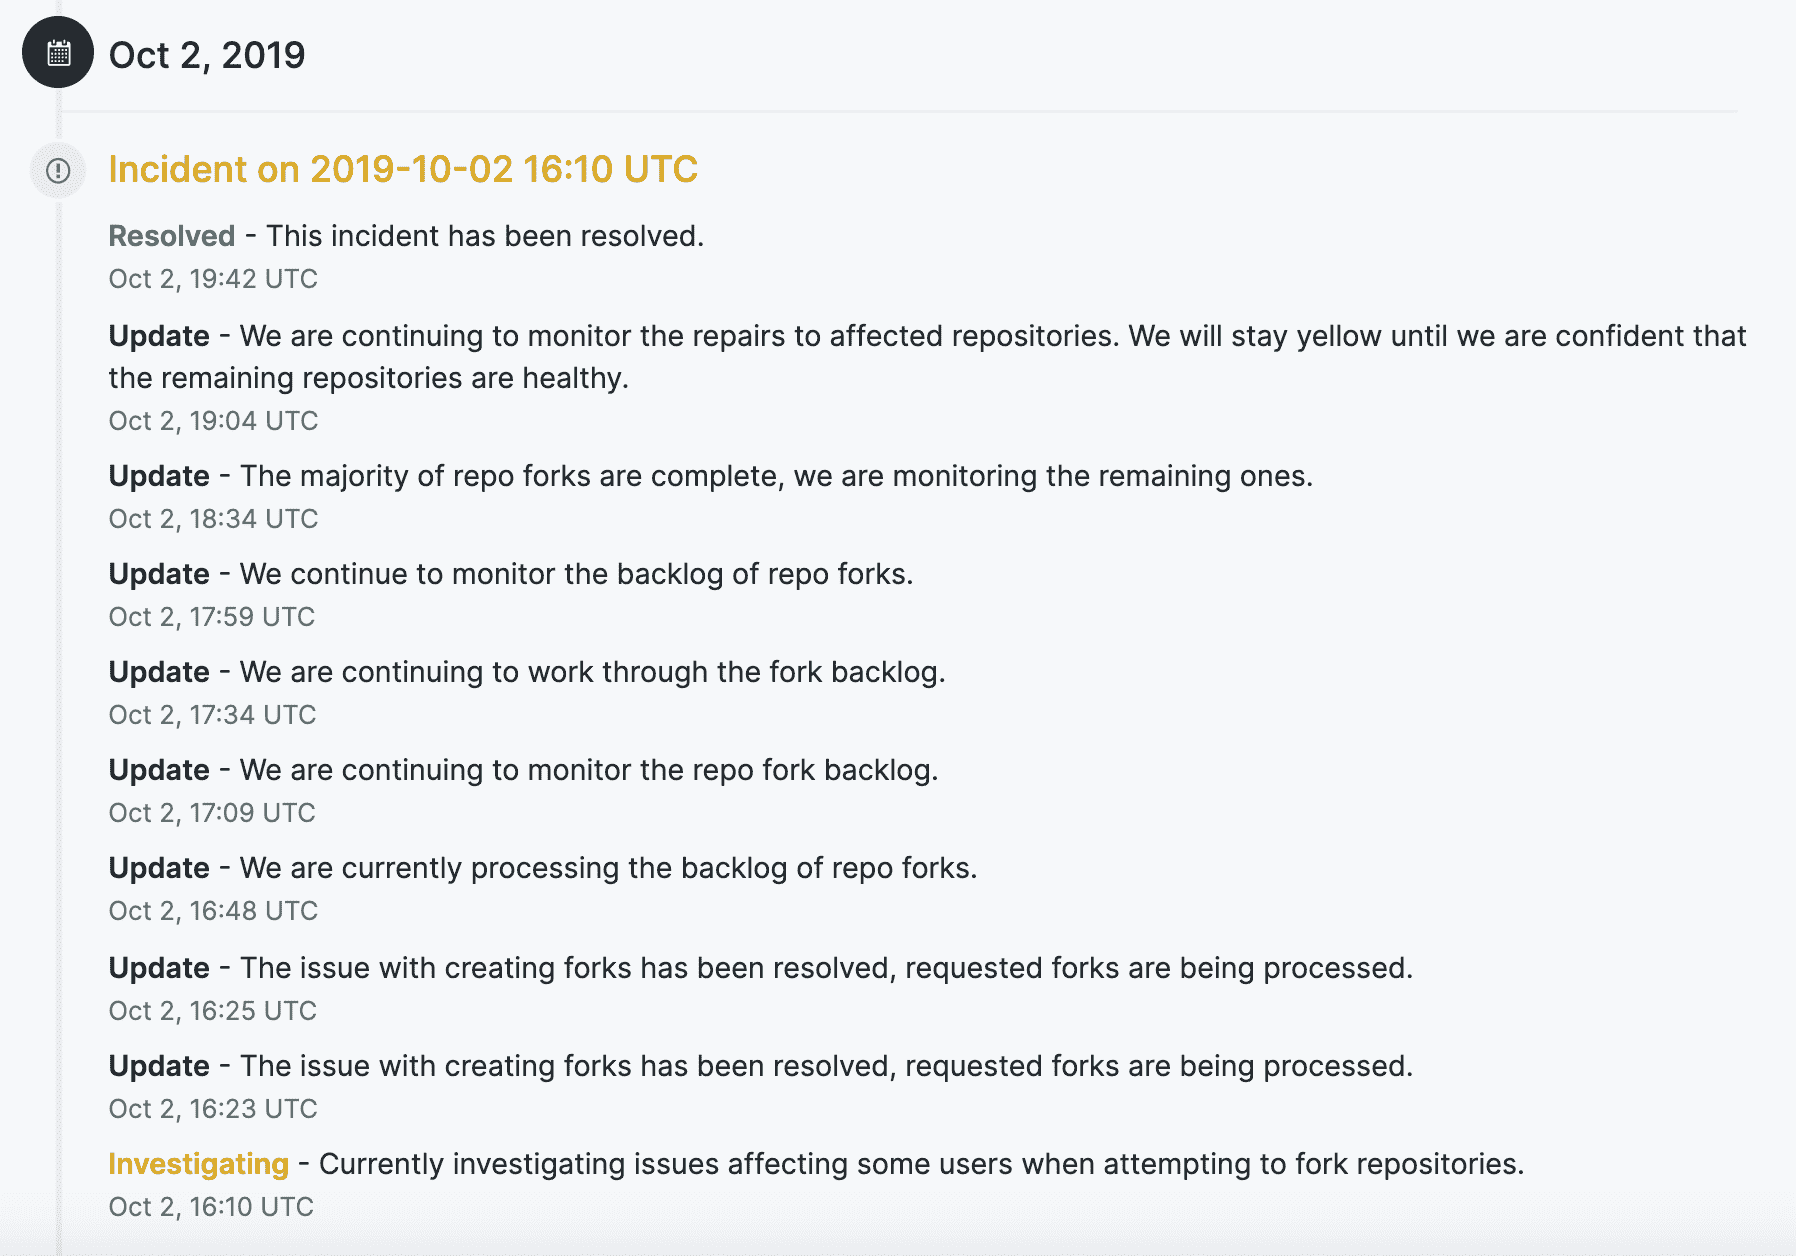 Oct 2, 2019
Incident on 2019-10-02 16:10 UTC
Resolved - This incident has been resolved.
Oct 2, 19:42 UTC
Update - We are continuing to monitor the repairs to affected repositories. We will stay yellow until we are confident that
the remaining repositories are healthy.
Oct 2, 19:04 UTC
Update - The majority of repo forks are complete, we are monitoring the remaining ones.
Oct 2, 18:34 UTC
Update - We continue to monitor the backlog of repo forks.
Oct 2, 17:59 UTC
Update - We are continuing to work through the fork backlog.
Oct 2, 17:34 UTC
Update - We are continuing to monitor the repo fork backlog.
Oct 2, 17:09 UTC
Update - We are currently processing the backlog of repo forks.
Oct 2, 16:48 UTC
Update - The issue with creating forks has been resolved, requested forks are being processed.
Oct 2, 16:25 UTC
Update - The issue with creating forks has been resolved, requested forks are being processed.
Oct 2, 16:23 UTC
Investigating - Currently investigating issues affecting some users when attempting to fork repositories.
Oct 2, 16:10 UTC